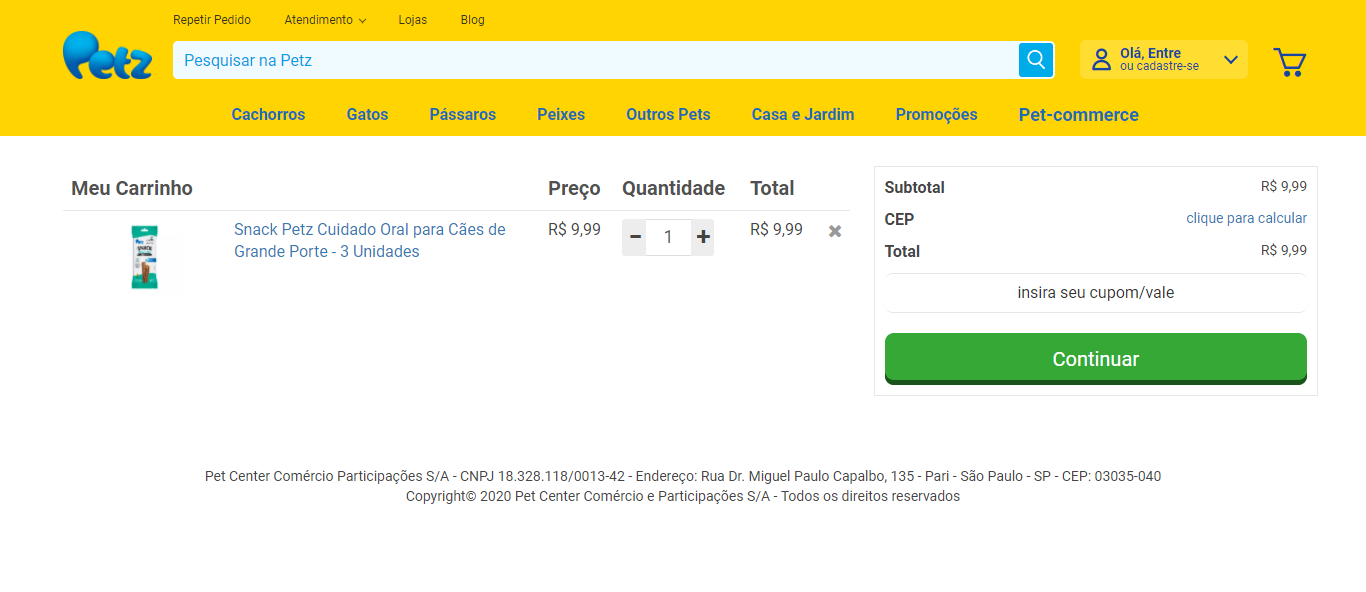 Repetir Pedido Atendimento Lojas Blog
Petz
Pesquisar na Petz
Olá, Entre
ou cadastre-se
Cachorros Gatos Pássaros Peixes Outros Pets Casa e Jardim Promoções Pet-commerce
Meu Carrinho Preço Quantidade Total
Snack Petz Cuidado Oral para Cães de
Grande Porte - 3 Unidades
R$ 9,99 − 1 + R$ 9,99 ✖
Petz
SNACK
Subtotal R$ 9,99
CEP clique para calcular
Total R$ 9,99
insira seu cupom/vale
Continuar
Pet Center Comércio Participações S/A - CNPJ 18.328.118/0013-42 - Endereço: Rua Dr. Miguel Paulo Capalbo, 135 - Pari - São Paulo - SP - CEP: 03035-040
Copyright© 2020 Pet Center Comércio e Participações S/A - Todos os direitos reservados